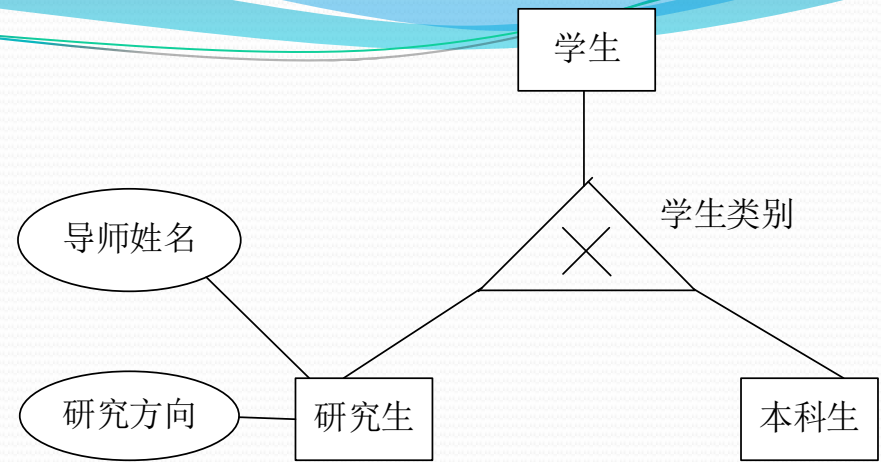 学生
学生类别
导师姓名
研究方向
研究生
本科生